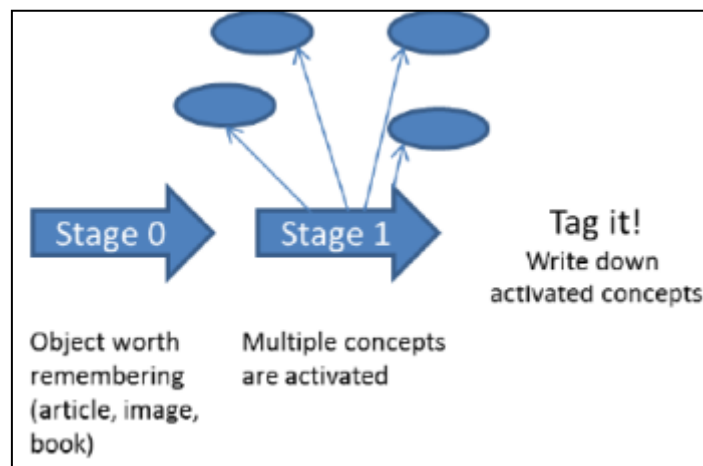 Stage 0
Stage 1
Tag it!
Write down
activated concepts
Object worth
remembering
(article, image,
book)
Multiple concepts
are activated